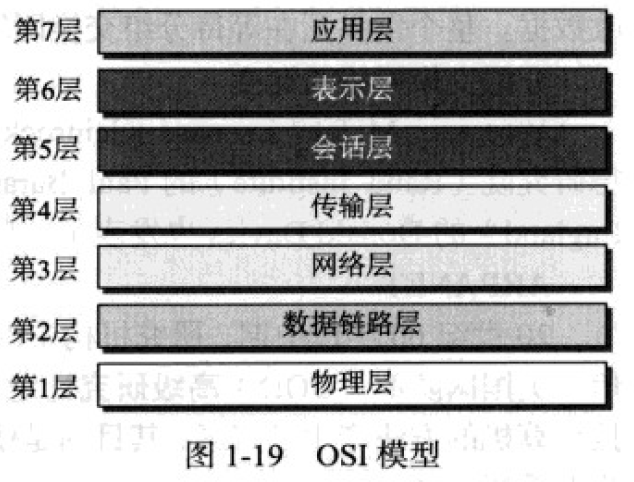 第7层 应用层
第6层 表示层
第5层 会话层
第4层 传输层
第3层 网络层
第2层 数据链路层
第1层 物理层
图 1-19 OSI 模型